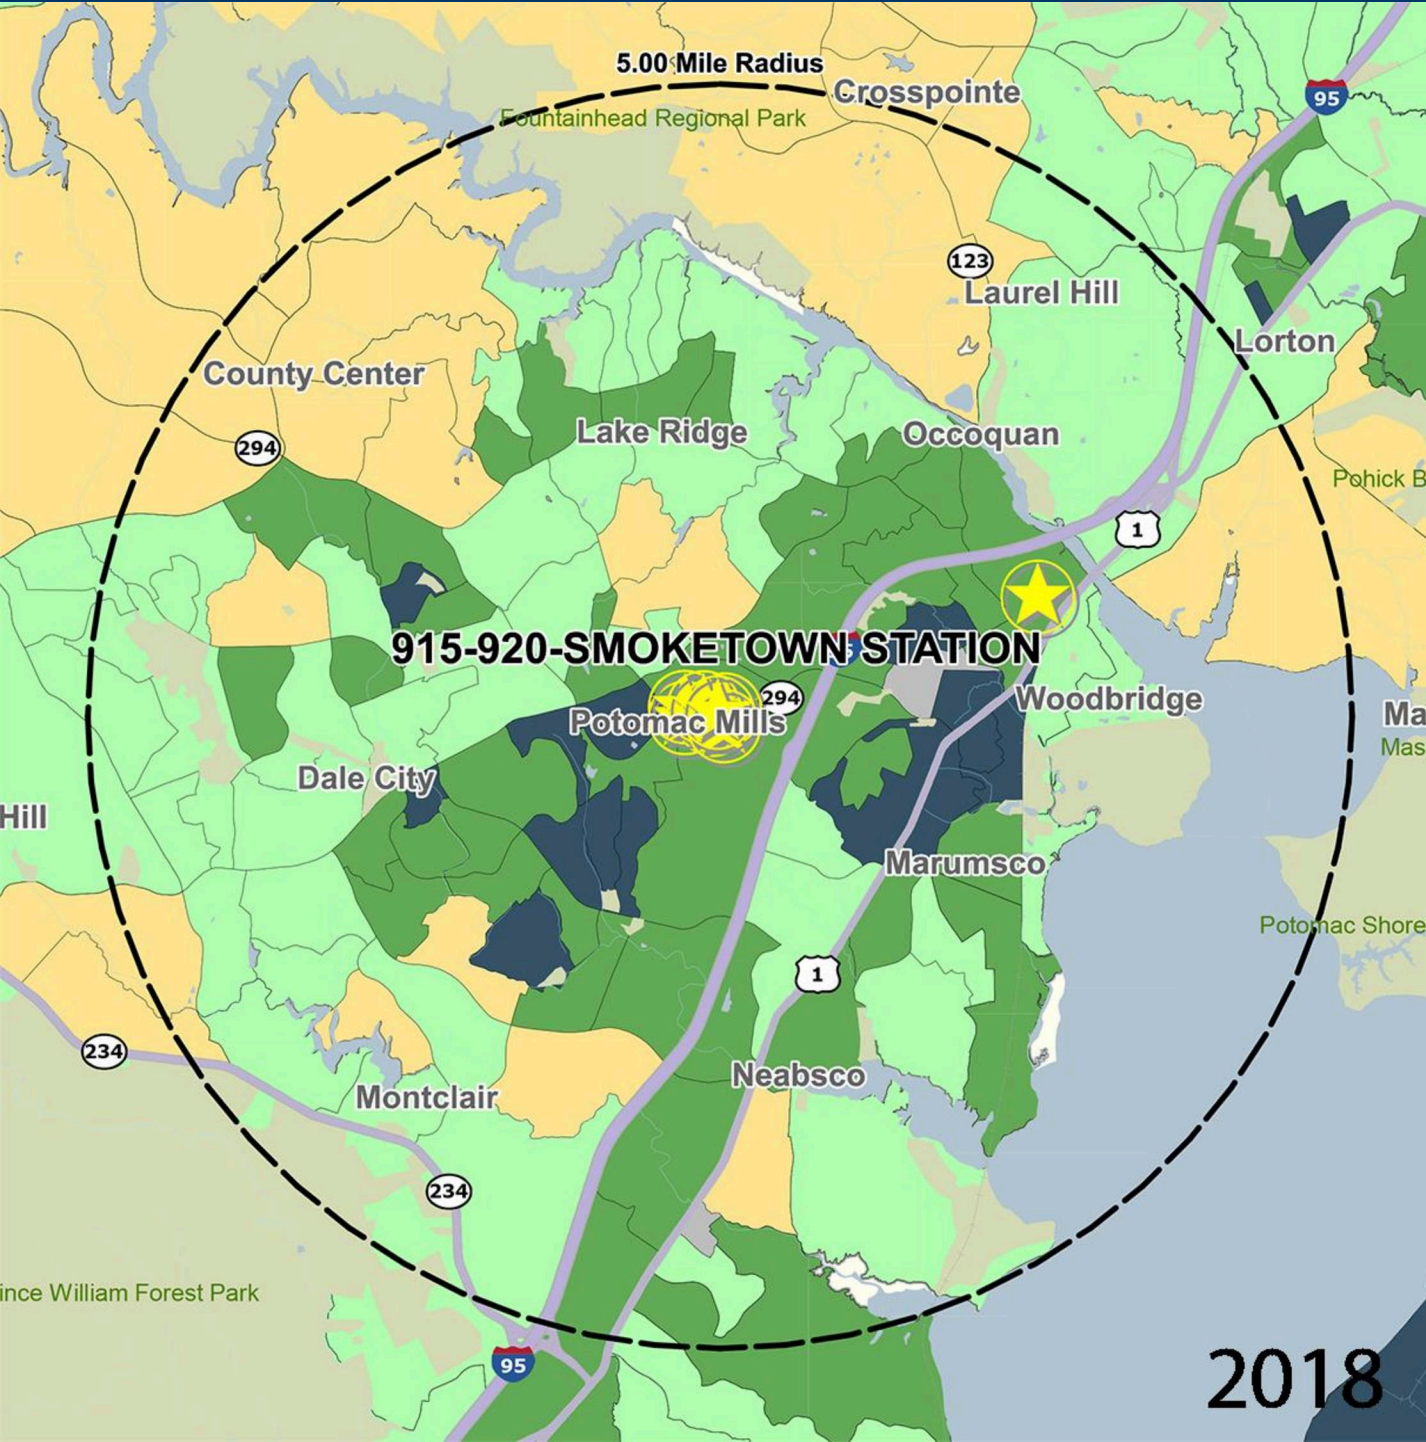 5.00 Mile Radius
Crosspointe
95
Fountainhead Regional Park
123
Laurel Hill
Lorton
County Center
Lake Ridge
Occoquan
294
Pohick B
1
915-920-SMOKETOWN STATION
294
Woodbridge
Potomac Mills
Ma
Mas
Dale City
Hill
Marumsco
Potomac Shore
1
234
Neabsco
Montclair
234
ince William Forest Park
95
2018